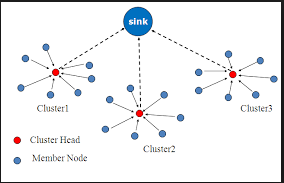 sink
Cluster1
Cluster3
Cluster2
Cluster Head
Member Node